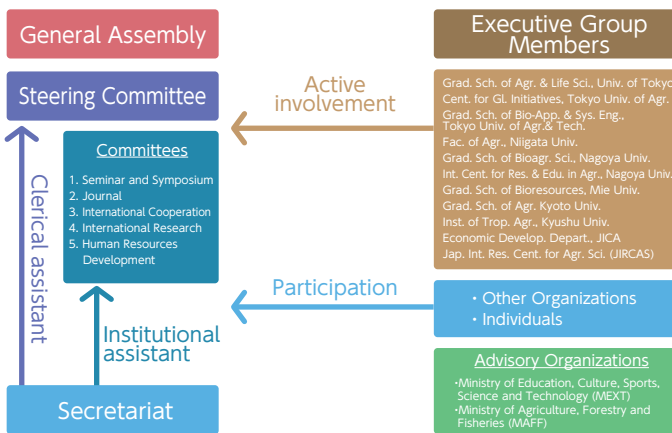 General Assembly
Steering Committee
Clerical assistant
Committees
1. Seminar and Symposium
2. Journal
3. International Cooperation
4. International Research
5. Human Resources
Development
Institutional
assistant
Secretariat
Active
involvement
Participation
Executive Group
Members
Grad. Sch. of Agr. & Life Sci., Univ. of Tokyo
Cent. for GL Initiatives, Tokyo Univ. of Agr.
Grad. Sch. of Bio-App. & Sys. Eng.,
Tokyo Univ. of Agr.& Tech.
Fac. of Agr., Niigata Univ.
Grad. Sch. of Bioagr. Sci., Nagoya Univ.
Int. Cent. for Res. & Edu. in Agr., Nagoya Univ.
Grad. Sch. of Bioresources, Mie Univ.
Grad. Sch. of Agr. Kyoto Univ.
Inst. of Trop. Agr., Kyushu Univ.
Economic Develop. Depart., JICA
Jap. Int. Res. Cent. for Agr. Sci. (JIRCAS)
・Other Organizations
・Individuals
Advisory Organizations
・Ministry of Education, Culture, Sports,
Science and Technology (MEXT)
・Ministry of Agriculture, Forestry and
Fisheries (MAFF)